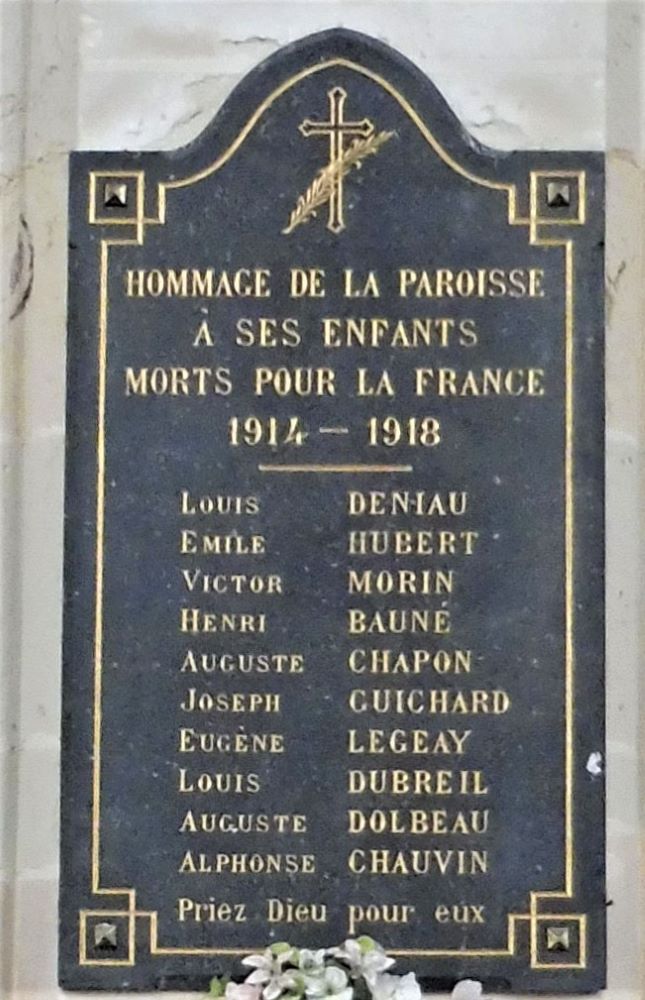 HOMMAGE DE LA PAROISSE
À SES ENFANTS
MORTS POUR LA FRANCE
1914 — 1918
LOUIS DENIAU
EMILE HUBERT
VICTOR MORIN
HENRI BAUNÉ
AUGUSTE CHAPON
JOSEPH GUICHARD
EUGÈNE LEGEAY
LOUIS DUBREIL
AUGUSTE DOLBEAU
ALPHONSE CHAUVIN
Priez Dieu pour eux